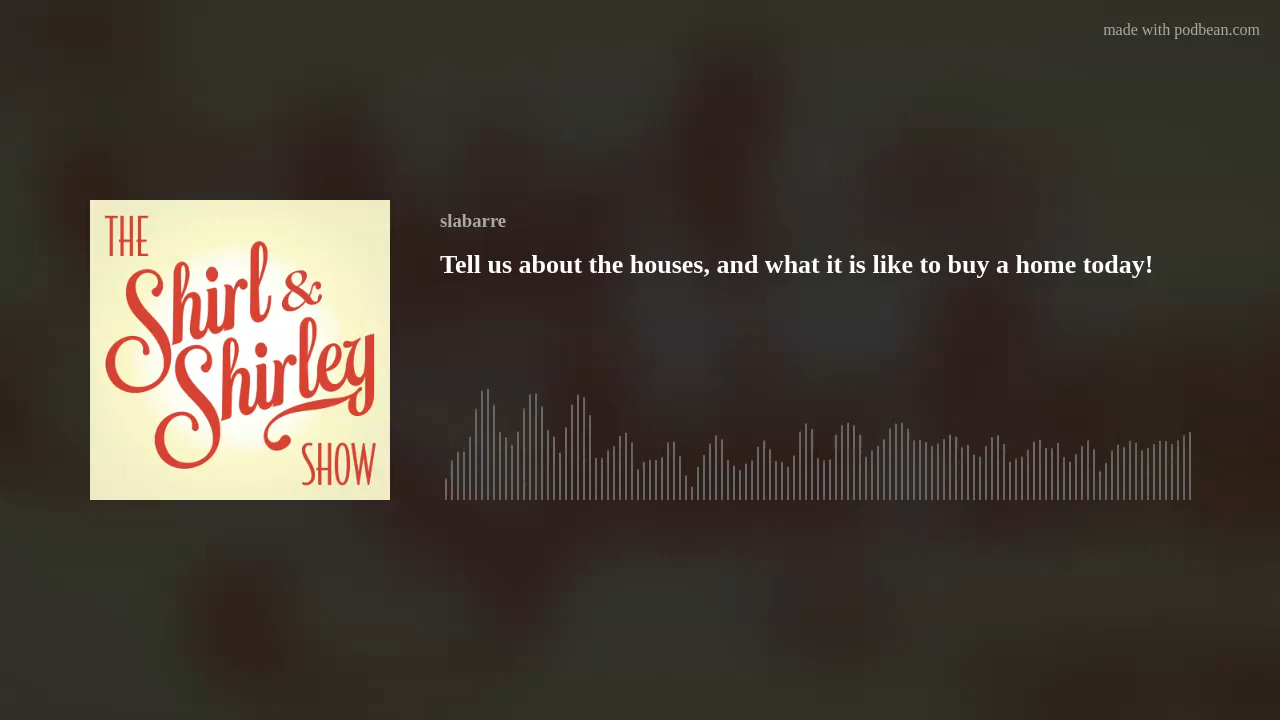 made with podbean.com
THE
Shirl &
Shirley
SHOW
slabarre
Tell us about the houses, and what it is like to buy a home today!